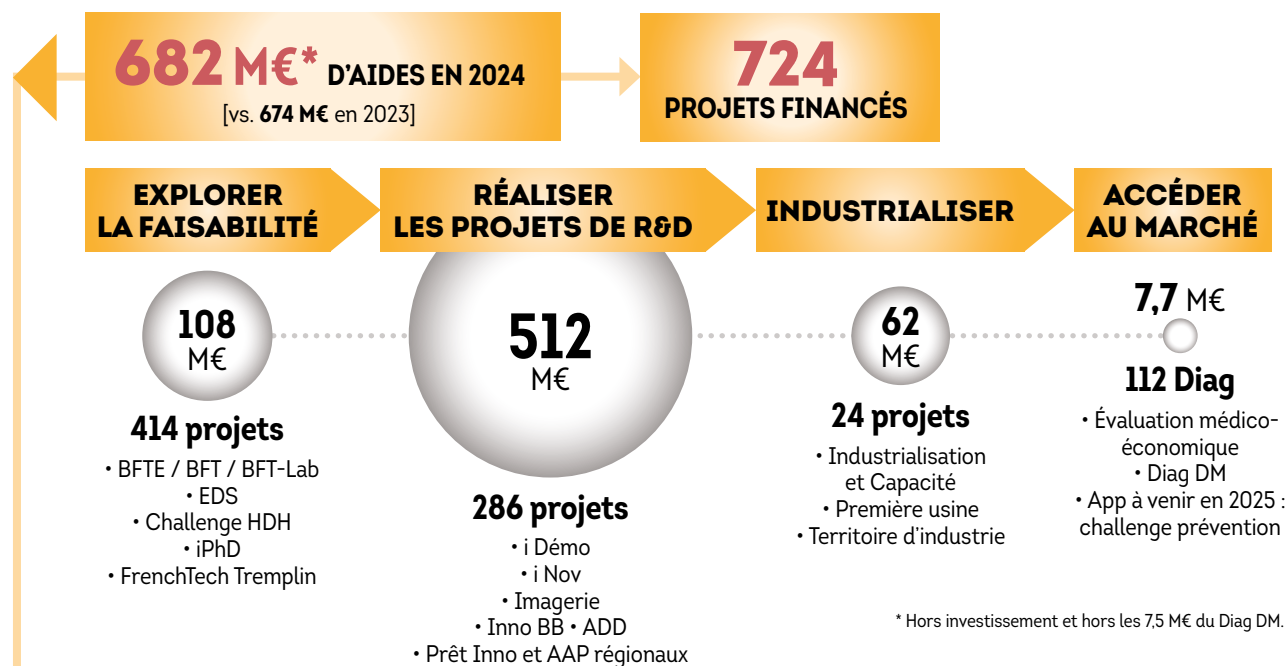 682 M€* D'AIDES EN 2024
[vs. 674 M€ en 2023]
724
PROJETS FINANCÉS
EXPLORER
LA FAISABILITÉ
108
M€
414 projets
• BFTE / BFT / BFT-Lab
• EDS
• Challenge HDH
• iPhD
• FrenchTech Tremplin
RÉALISER
LES PROJETS DE R&D
512
M€
286 projets
• i Démo
• i Nov
• Imagerie
• Inno BB • ADD
• Prêt Inno et AAP régionaux
INDUSTRIALISER
62
M€
24 projets
• Industrialisation
et Capacité
• Première usine
• Territoire d'industrie
ACCÉDER
AU MARCHÉ
7,7 M€
112 Diag
• Évaluation médico-
économique
• Diag DM
• App à venir en 2025 :
challenge prévention
* Hors investissement et hors les 7,5 M€ du Diag DM.